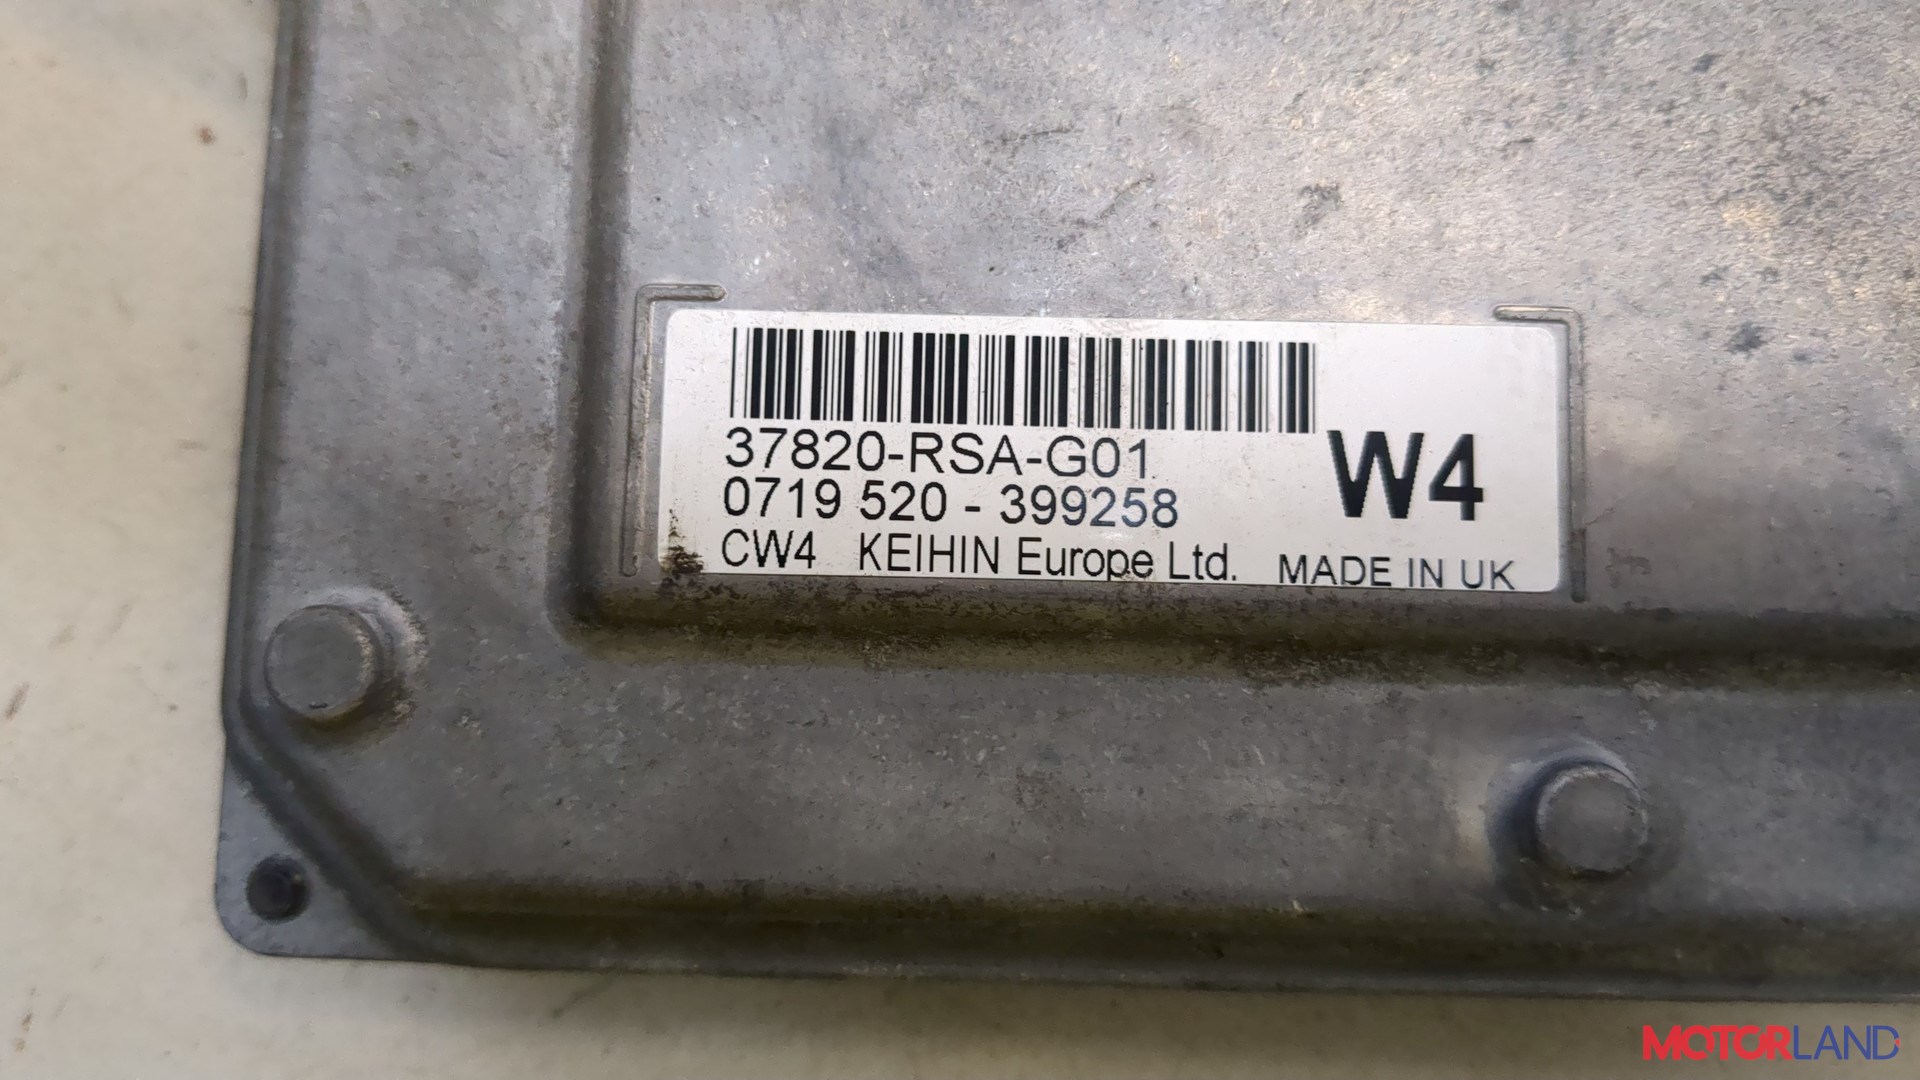 37820-RSA-G01
0719 520 - 399258
W4
CW4 KEIHIN Europe Ltd. MADE IN UK
MOTORLAND